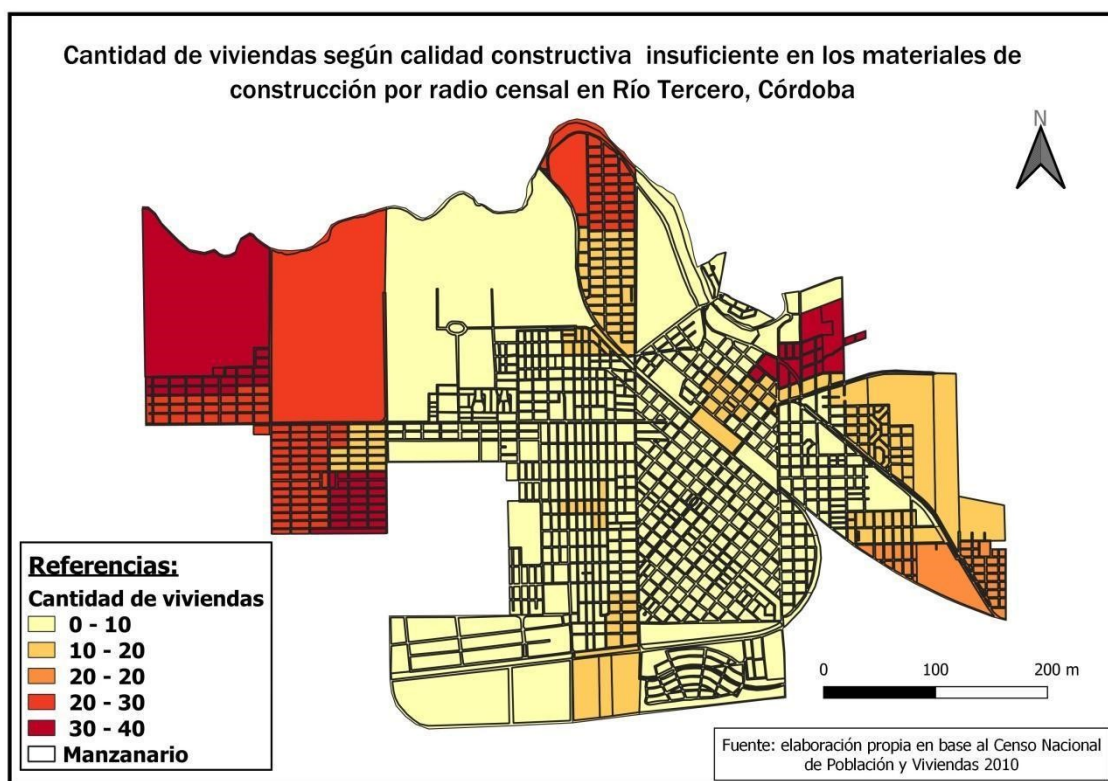 Cantidad de viviendas según calidad constructiva insuficiente en los materiales de
construcción por radio censal en Río Tercero, Córdoba
N
Referencias:
Cantidad de viviendas
0 - 10
10 - 20
20 - 20
20 - 30
30 - 40
Manzanario
0 100 200 m
Fuente: elaboración propia en base al Censo Nacional
de Población y Viviendas 2010